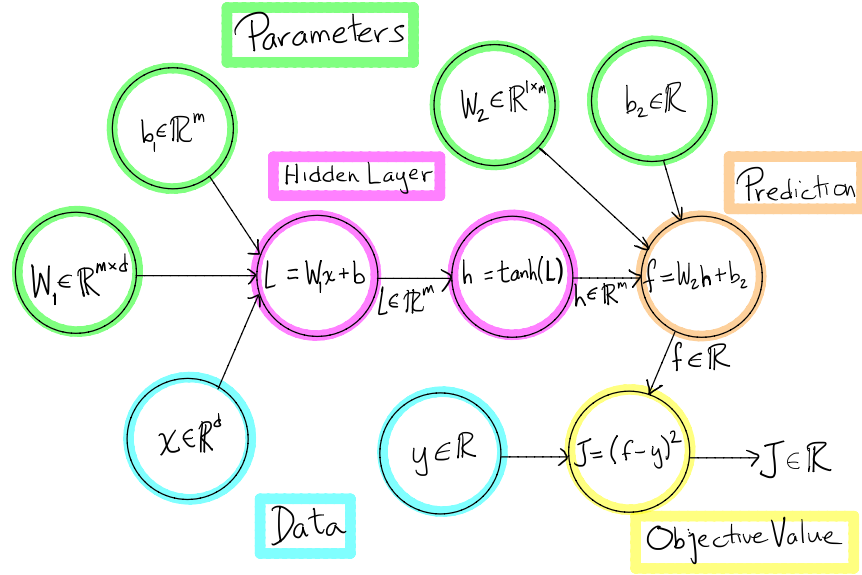 Parameters
b₁∈ℝᵐ
W₂∈ℝ¹ˣᵐ
b₂∈ℝ
Hidden Layer
Prediction
W₁∈ℝᵐˣᵈ
L = W₁x+b
L∈ℝᵐ
h = tanh(L)
h∈ℝᵐ
f=W₂h+b₂
f∈ℝ
x∈ℝᵈ
y∈ℝ
J=(f-y)²
J∈ℝ
Data
Objective Value